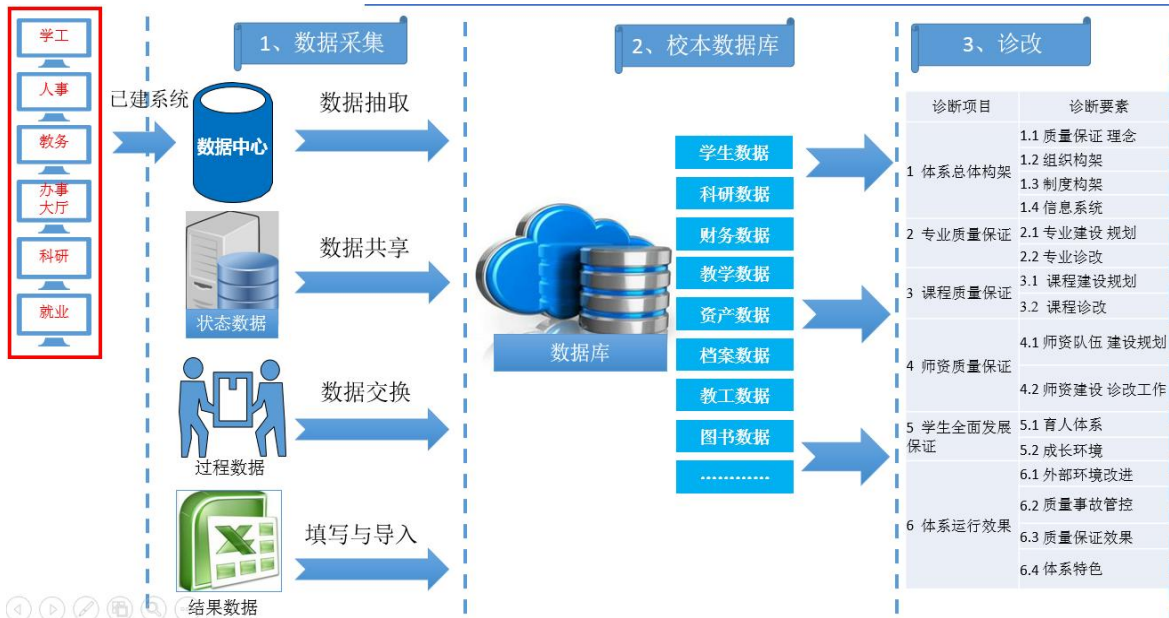 学工
人事
教务
办事
大厅
科研
就业
已建系统
1、数据采集
数据中心
数据抽取
状态数据
数据共享
过程数据
数据交换
结果数据
填写与导入
2、校本数据库
数据库
学生数据
科研数据
财务数据
教学数据
资产数据
档案数据
教工数据
图书数据
…………
3、诊改
诊断项目
诊断要素
1 体系总体构架
1.1 质量保证 理念
1.2 组织构架
1.3 制度构架
1.4 信息系统
2 专业质量保证
2.1 专业建设 规划
2.2 专业诊改
3 课程质量保证
3.1 课程建设规划
3.2 课程诊改
4 师资质量保证
4.1 师资队伍 建设规划
4.2 师资建设 诊改工作
5 学生全面发展
保证
5.1 育人体系
5.2 成长环境
6 体系运行效果
6.1 外部环境改进
6.2 质量事故管控
6.3 质量保证效果
6.4 体系特色